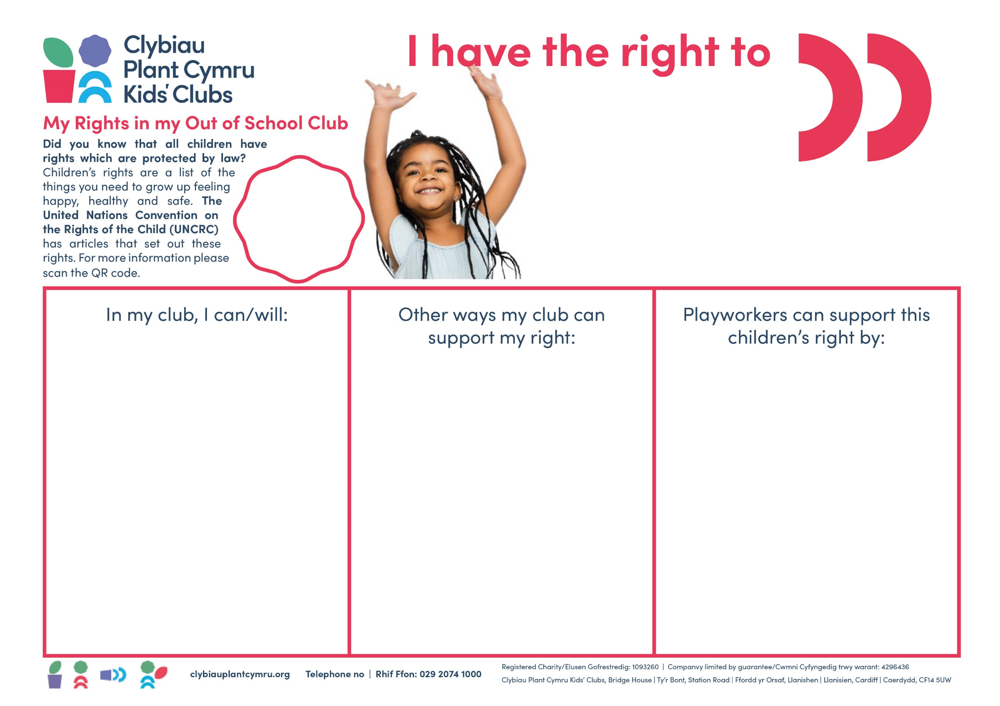 Clybiau
Plant Cymru
Kids' Clubs
I have the right to
My Rights in my Out of School Club
Did you know that all children have
rights which are protected by law?
Children's rights are a list of the
things you need to grow up feeling
happy, healthy and safe. The
United Nations Convention on
the Rights of the Child (UNCRC)
has articles that set out these
rights. For more information please
scan the QR code.
In my club, I can/will:
Other ways my club can
support my right:
Playworkers can support this
children's right by:
clybiauplantcymru.org Telephone no | Rhif Ffon: 029 2074 1000
Registered Charity/Elusen Gofrestredig: 1093260 | Companvy limited by guarantee/Cwmni Cyfyngedig trwy warant: 4296436
Clybiau Plant Cymru Kids' Clubs, Bridge House | Ty'r Bont, Station Road | Ffordd yr Orsaf, Llanishen | Llanisien, Cardiff | Caerdydd, CF14 5UW